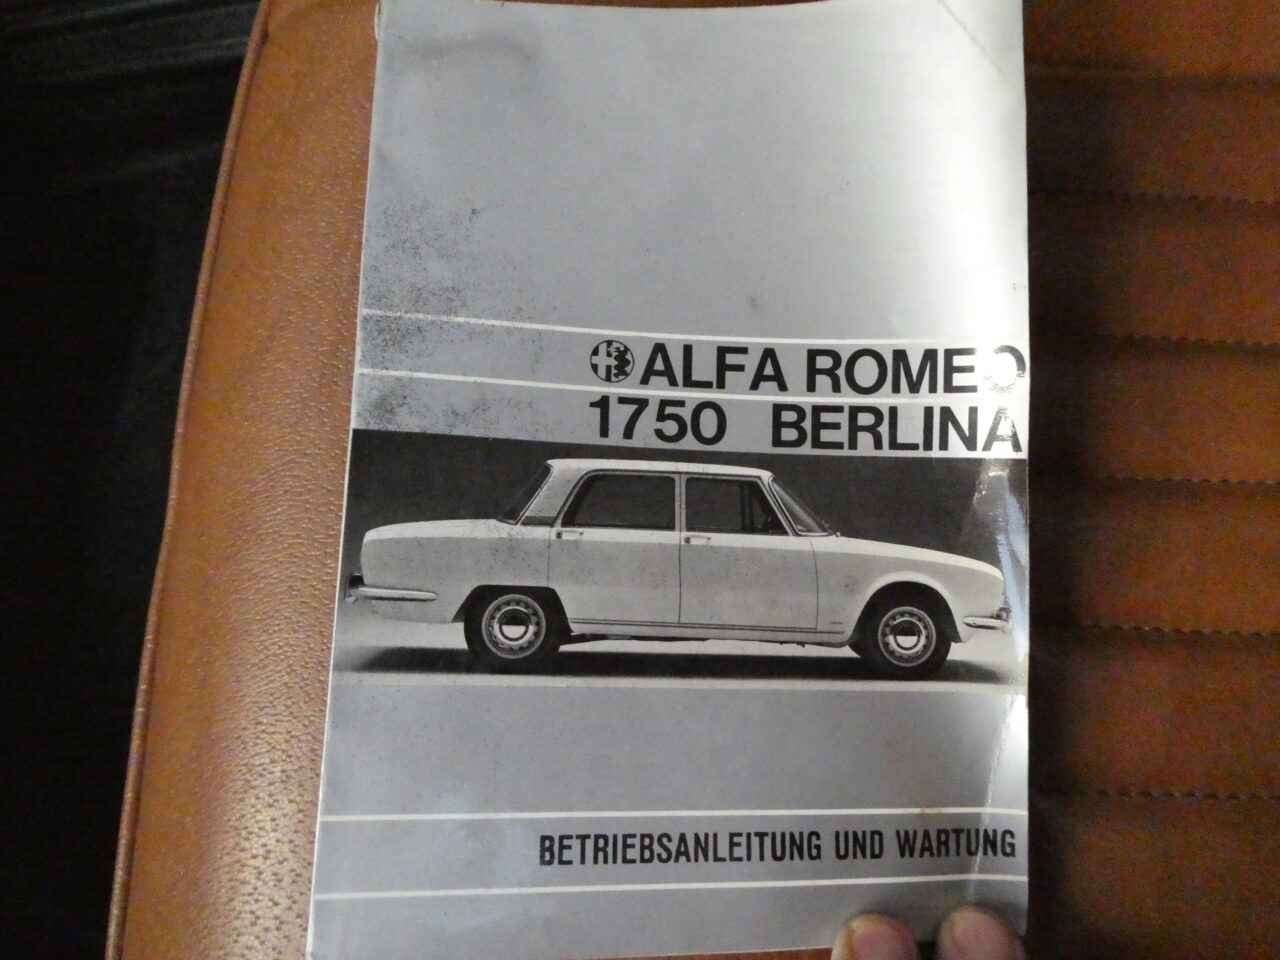 ALFA ROMEO
1750 BERLINA
BETRIEBSANLEITUNG UND WARTUNG